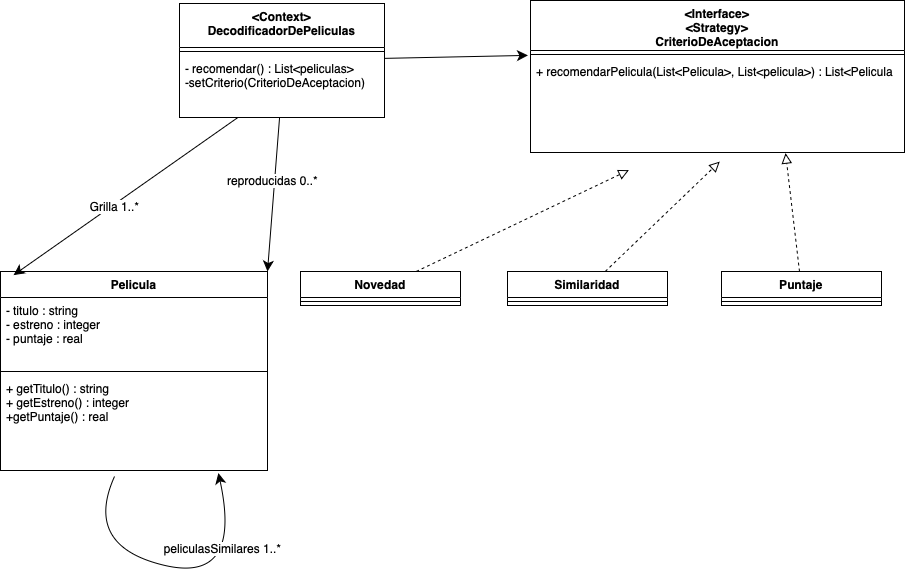 <Context>
DecodificadorDePeliculas
- recomendar() : List<peliculas>
-setCriterio(CriterioDeAceptacion)
<Interface>
<Strategy>
CriterioDeAceptacion
+ recomendarPelicula(List<Pelicula>, List<pelicula>) : List<Pelicula
reproducidas 0..*
Grilla 1..*
Pelicula
- titulo : string
- estreno : integer
- puntaje : real
+ getTitulo() : string
+ getEstreno() : integer
+getPuntaje() : real
Novedad
Similaridad
Puntaje
peliculasSimilares 1..*